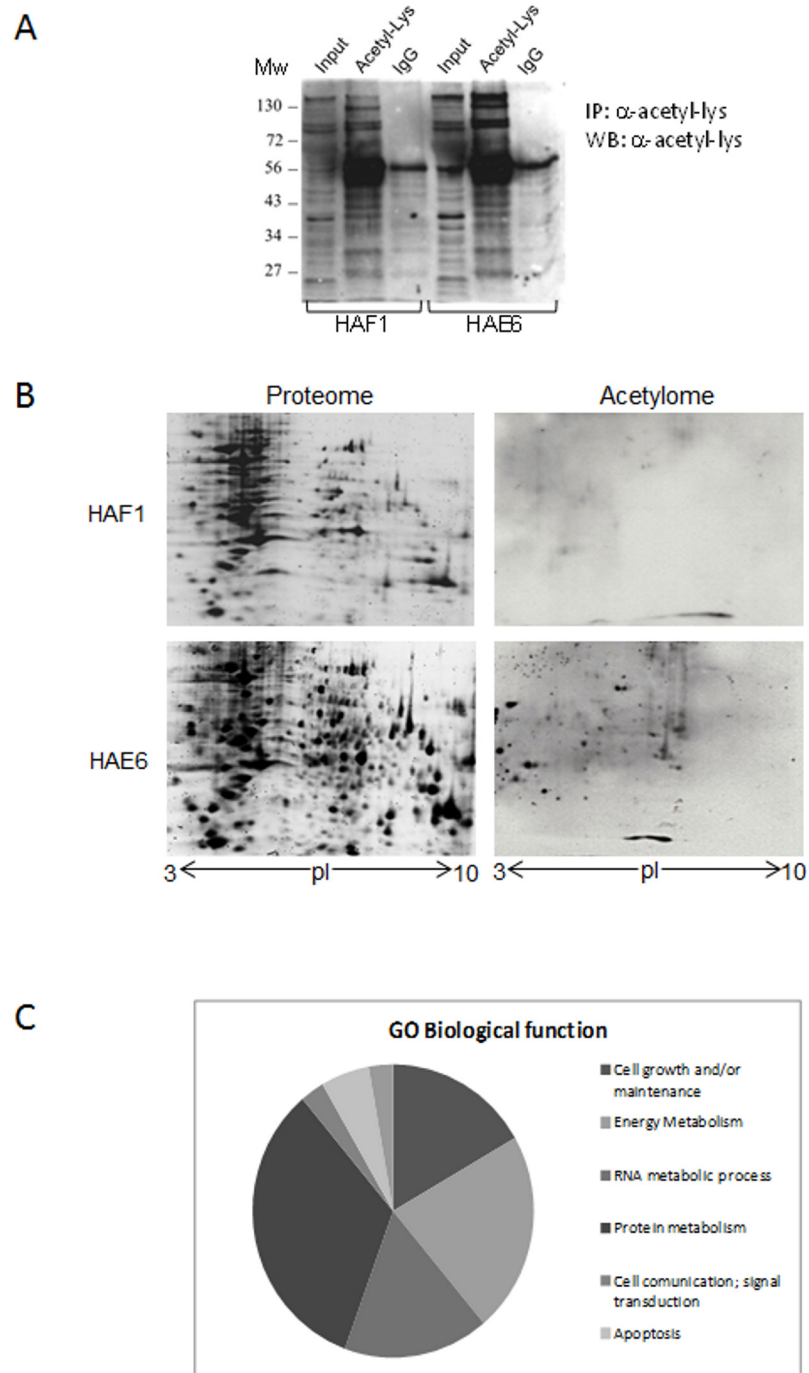 A
Input Acetyl-Lys IgG Input Acetyl-Lys IgG
Mw
130
72
56
43
34
27
IP: α-acetyl-lys
WB: α-acetyl-lys
HAF1 HAE6
B
Proteome Acetylome
HAF1
HAE6
3 pI 10 3 pI 10
C
GO Biological function
Cell growth and/or
maintenance
Energy Metabolism
RNA metabolic process
Protein metabolism
Cell comunication; signal
transduction
Apoptosis